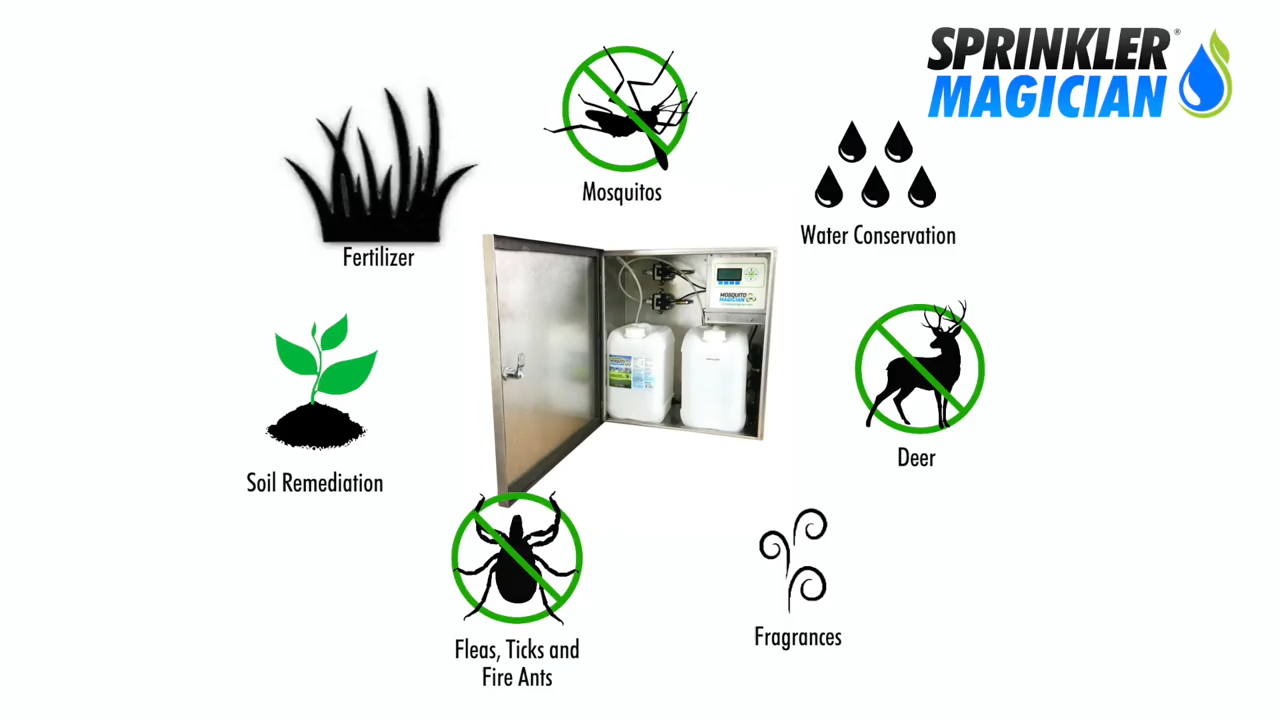 SPRINKLER
MAGICIAN®
Mosquitos
Fertilizer
Water Conservation
MOSQUITO
MAGICIAN
Soil Remediation
Deer
Fleas, Ticks and
Fire Ants
Fragrances